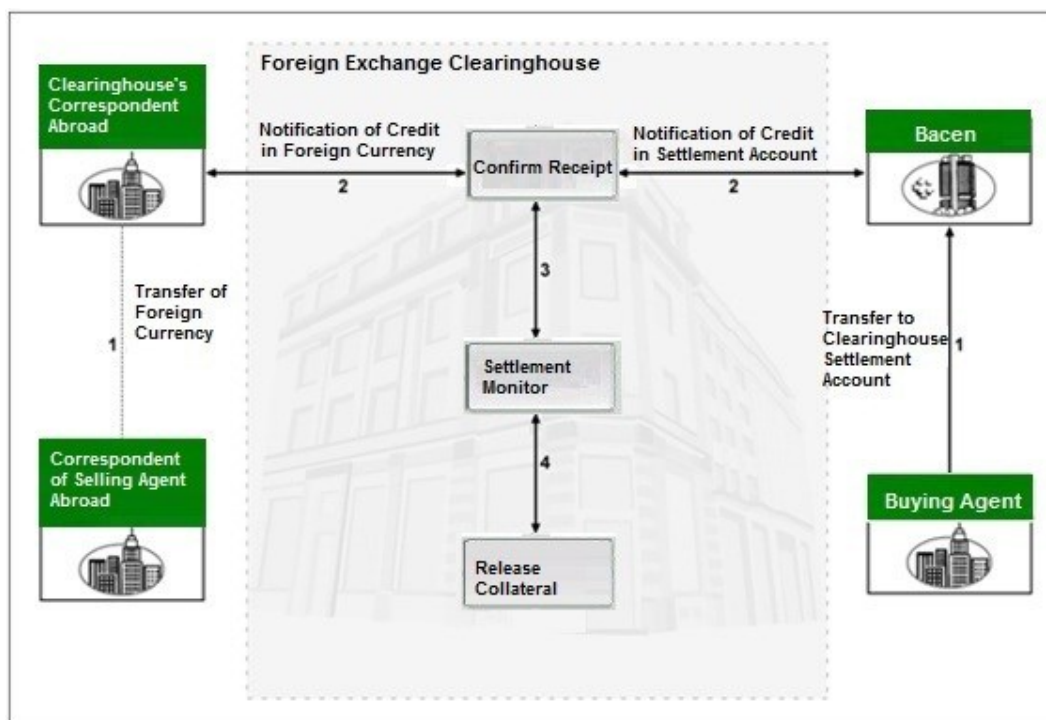 Foreign Exchange Clearinghouse
Clearinghouse's
Correspondent
Abroad
Notification of Credit
in Foreign Currency
2
Confirm Receipt
Notification of Credit
in Settlement Account
2
Bacen
3
Transfer of
Foreign
Currency
1
Transfer to
Clearinghouse
Settlement
Account
1
Settlement
Monitor
4
Correspondent
of Selling Agent
Abroad
Buying Agent
Release
Collateral